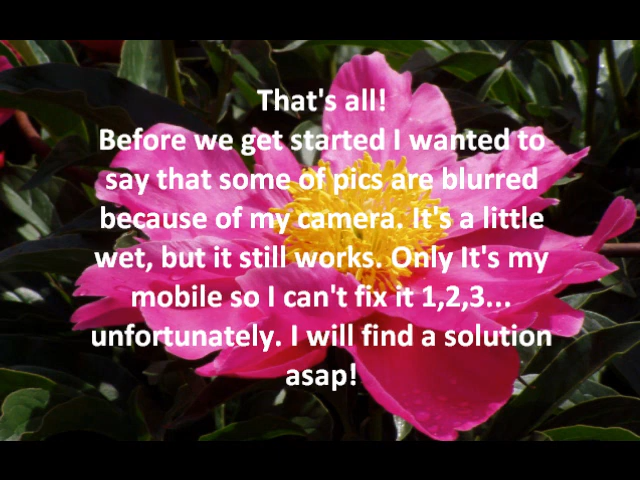 That's all!
Before we get started I wanted to
say that some of pics are blurred
because of my camera. It's a little
wet, but it still works. Only It's my
mobile so I can't fix it 1,2,3...
unfortunately. I will find a solution
asap!